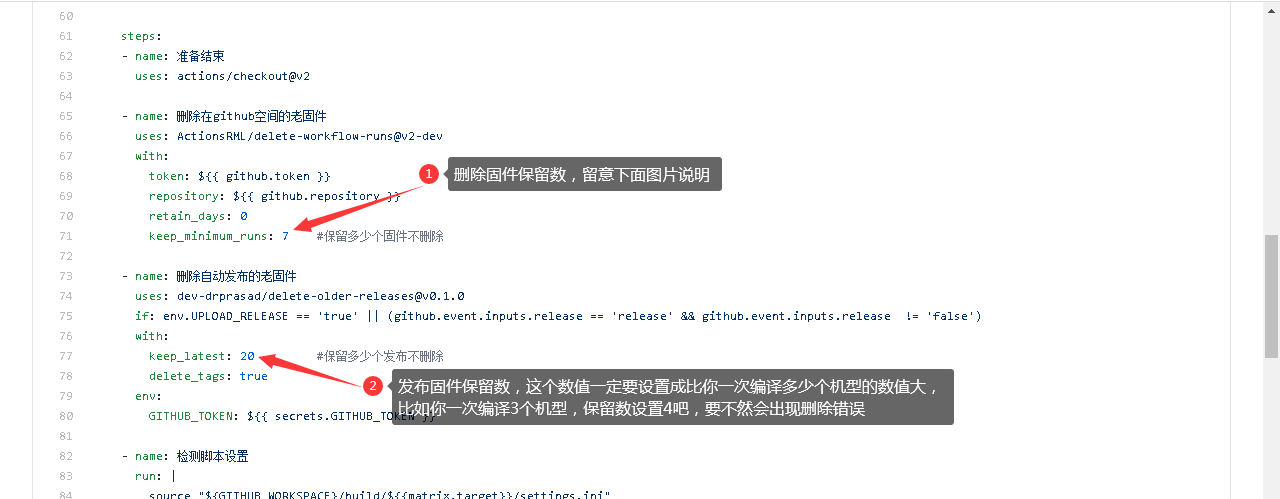 60
61 steps:
62 - name: 准备结束
63 uses: actions/checkout@v2
64
65 - name: 删除在github空间的老固件
66 uses: ActionsRML/delete-workflow-runs@v2-dev
67 with:
68 token: ${{ github.token }}
1 删除固件保留数，留意下面图片说明
69 repository: ${{ github.repository }}
70 retain_days: 0
71 keep_minimum_runs: 7 #保留多少个固件不删除
72
73 - name: 删除自动发布的老固件
74 uses: dev-drprasad/delete-older-releases@v0.1.0
75 if: env.UPLOAD_RELEASE == 'true' || (github.event.inputs.release == 'release' && github.event.inputs.release != 'false')
76 with:
77 keep_latest: 20 #保留多少个发布不删除
78 delete_tags: true
2 发布固件保留数，这个数值一定要设置成比你一次编译多少个机型的数值大，
比如你一次编译3个机型，保留数设置4吧，要不然会出现删除错误
79 env:
80 GITHUB_TOKEN: ${{ secrets.GITHUB_TOKEN }}
81
82 - name: 检测脚本设置
83 run: |
84 source "${GITHUB_WORKSPACE}/build/${{matrix.target}}/settings.ini"